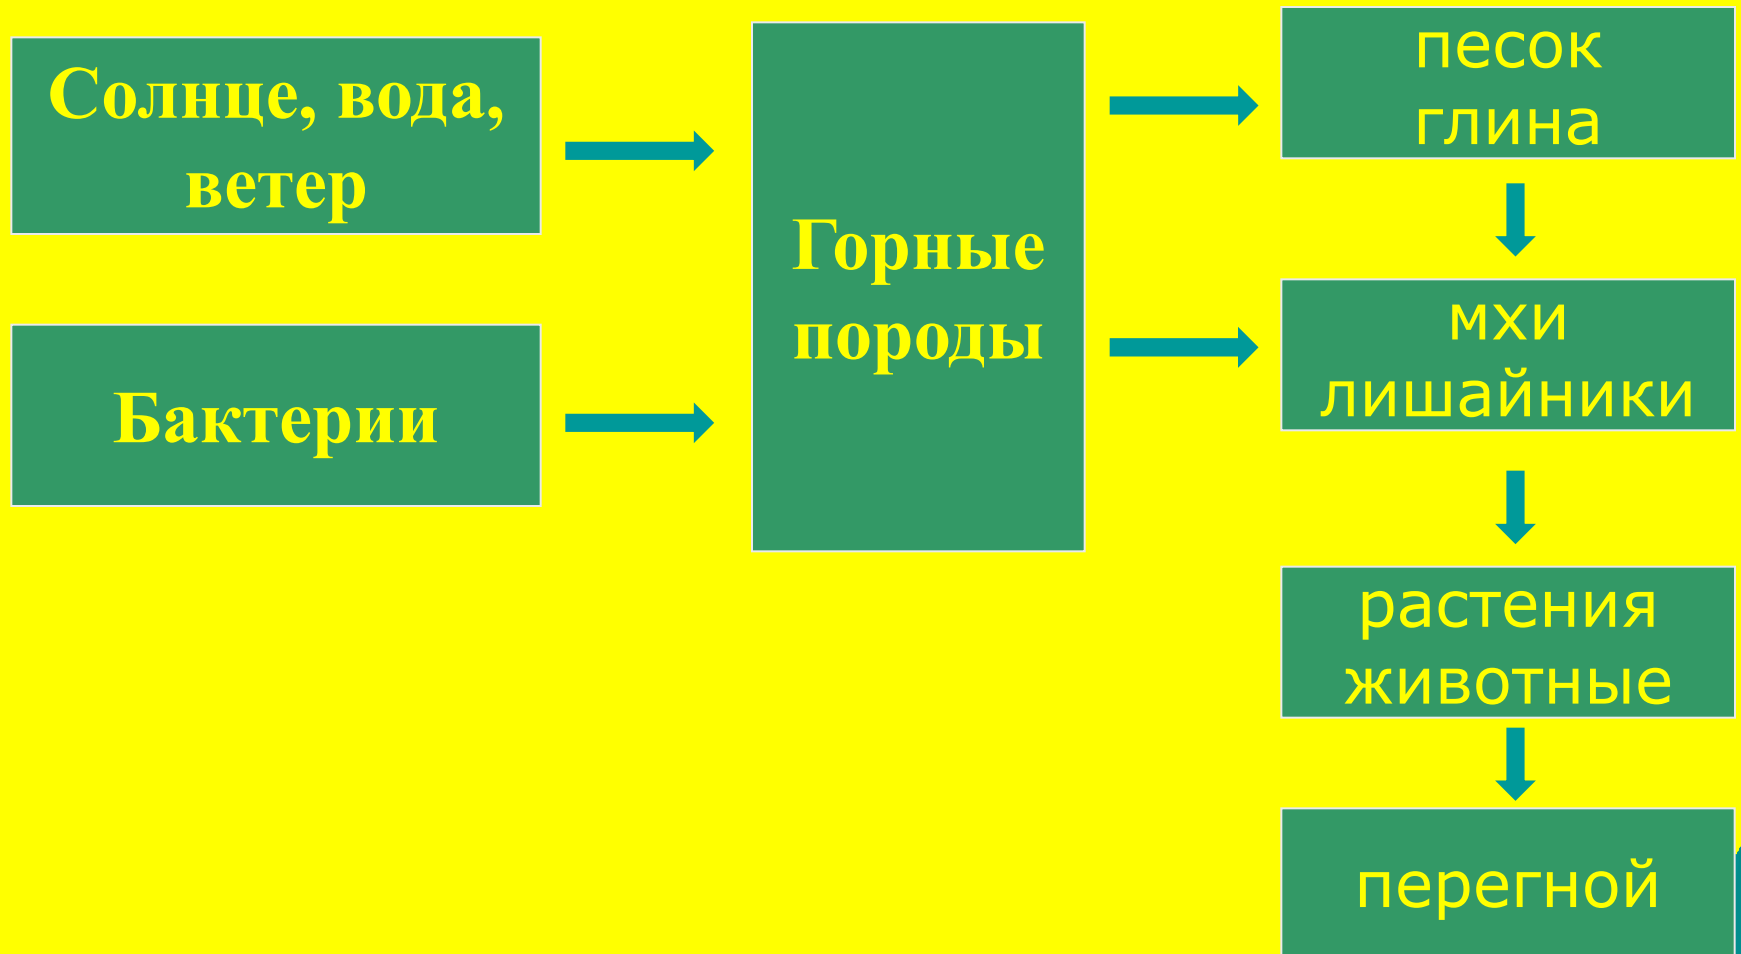 Солнце, вода,
ветер
Бактерии
Горные
породы
песок
глина
мхи
лишайники
растения
животные
перегной